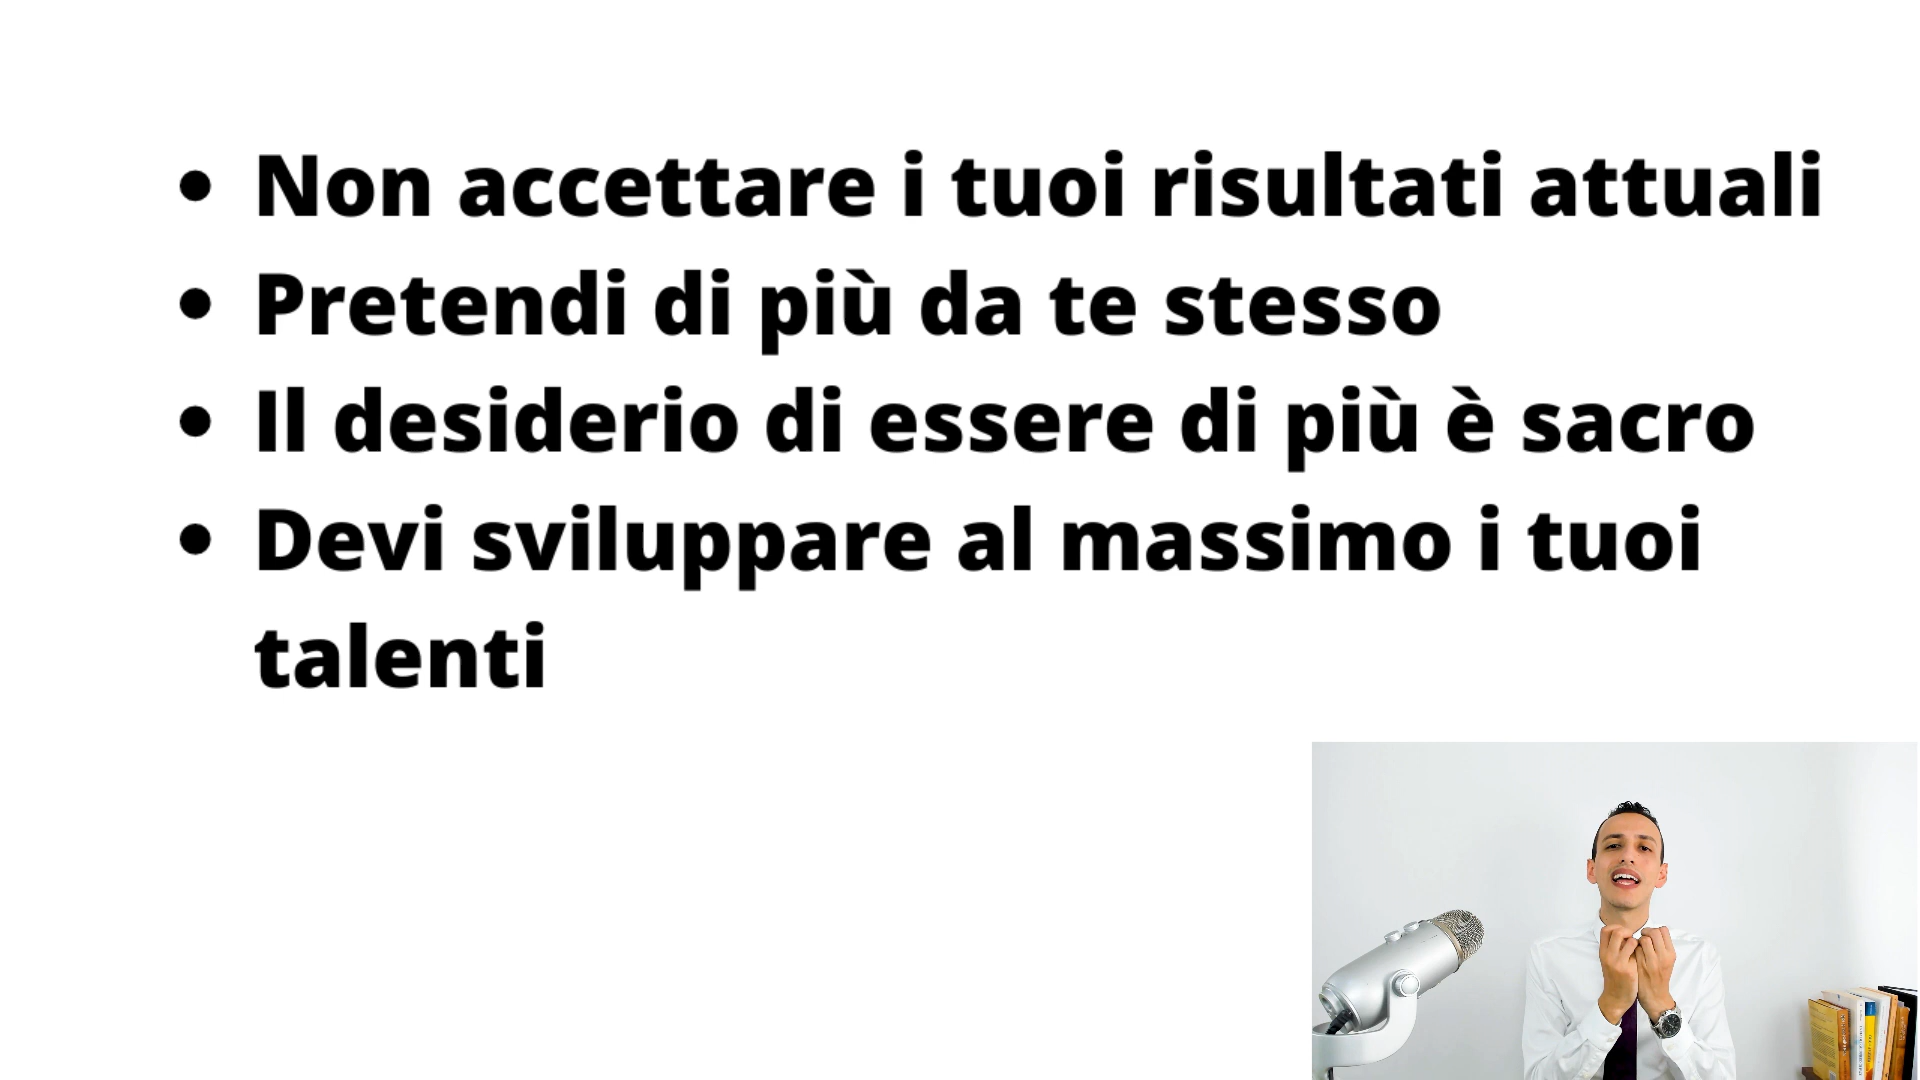 • Non accettare i tuoi risultati attuali
• Pretendi di più da te stesso
• Il desiderio di essere di più è sacro
• Devi sviluppare al massimo i tuoi
talenti